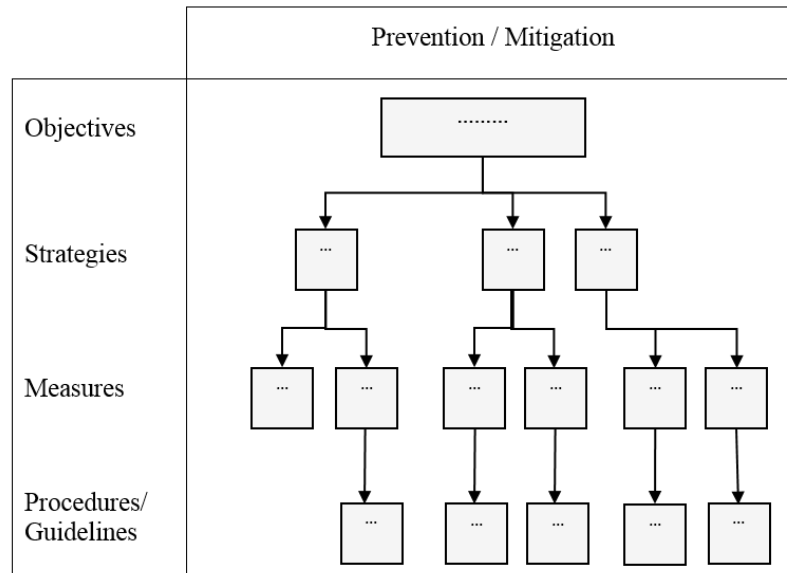 Prevention / Mitigation
Objectives
.........
Strategies
...
...
...
Measures
...
...
...
...
...
...
Procedures/
Guidelines
...
...
...
...
...